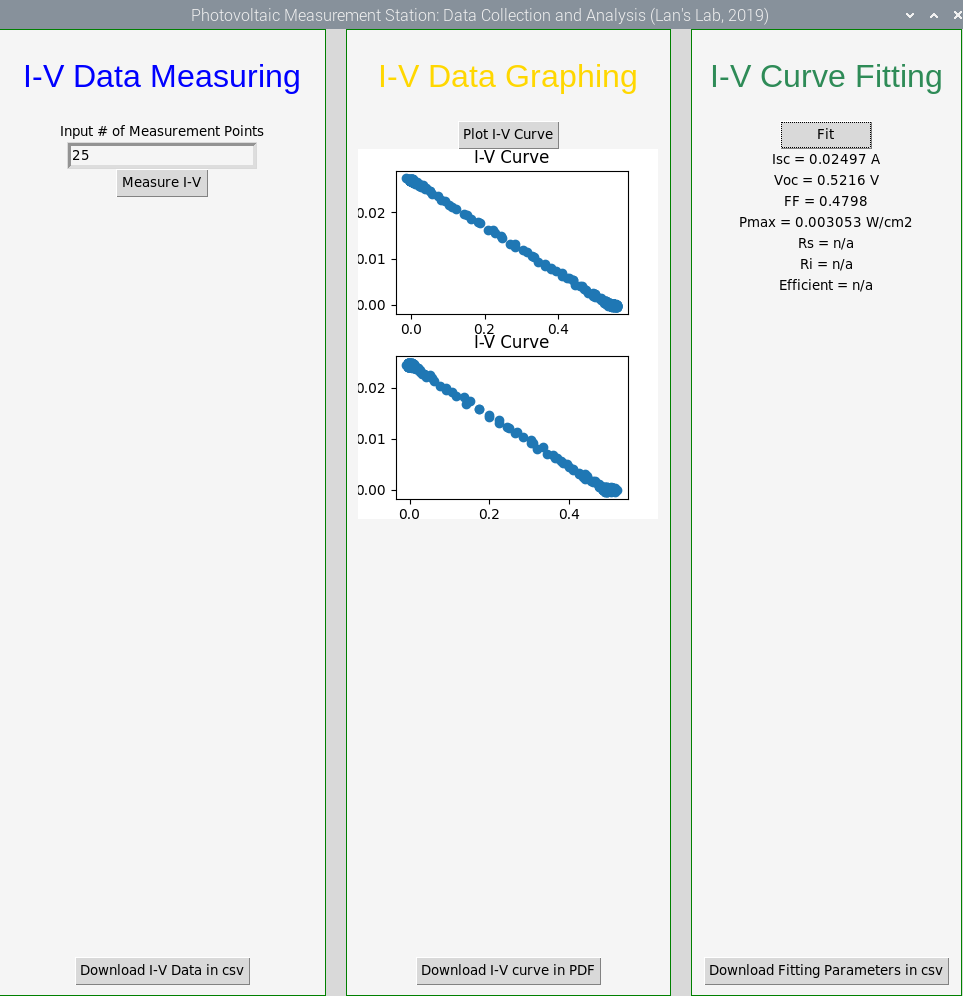 Photovoltaic Measurement Station: Data Collection and Analysis (Lan's Lab, 2019)
I-V Data Measuring
Input # of Measurement Points
25
Measure I-V
Download I-V Data in csv
I-V Data Graphing
Plot I-V Curve
I-V Curve
0.02
0.01
0.00
0.0 0.2 0.4
I-V Curve
0.02
0.01
0.00
0.0 0.2 0.4
Download I-V curve in PDF
I-V Curve Fitting
Fit
Isc = 0.02497 A
Voc = 0.5216 V
FF = 0.4798
Pmax = 0.003053 W/cm2
Rs = n/a
Ri = n/a
Efficient = n/a
Download Fitting Parameters in csv